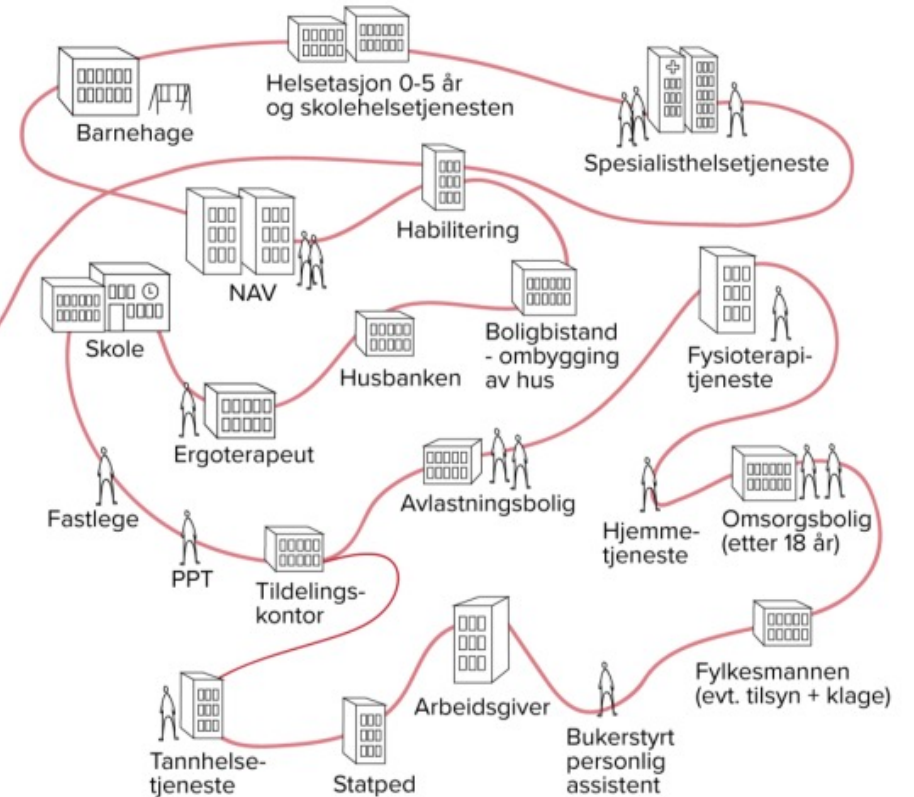 Barnehage
Helsetasjon 0-5 år
og skolehelsetjenesten
Spesialisthelsetjeneste
Habilitering
NAV
Skole
Husbanken
Boligbistand
- ombygging
av hus
Fysioterapi-
tjeneste
Ergoterapeut
Avlastningsbolig
Fastlege
PPT
Tildelings-
kontor
Hjemme-
tjeneste
Omsorgsbolig
(etter 18 år)
Fylkesmannen
(evt. tilsyn + klage)
Arbeidsgiver
Bukerstyrt
personlig
assistent
Tannhelse-
tjeneste
Statped